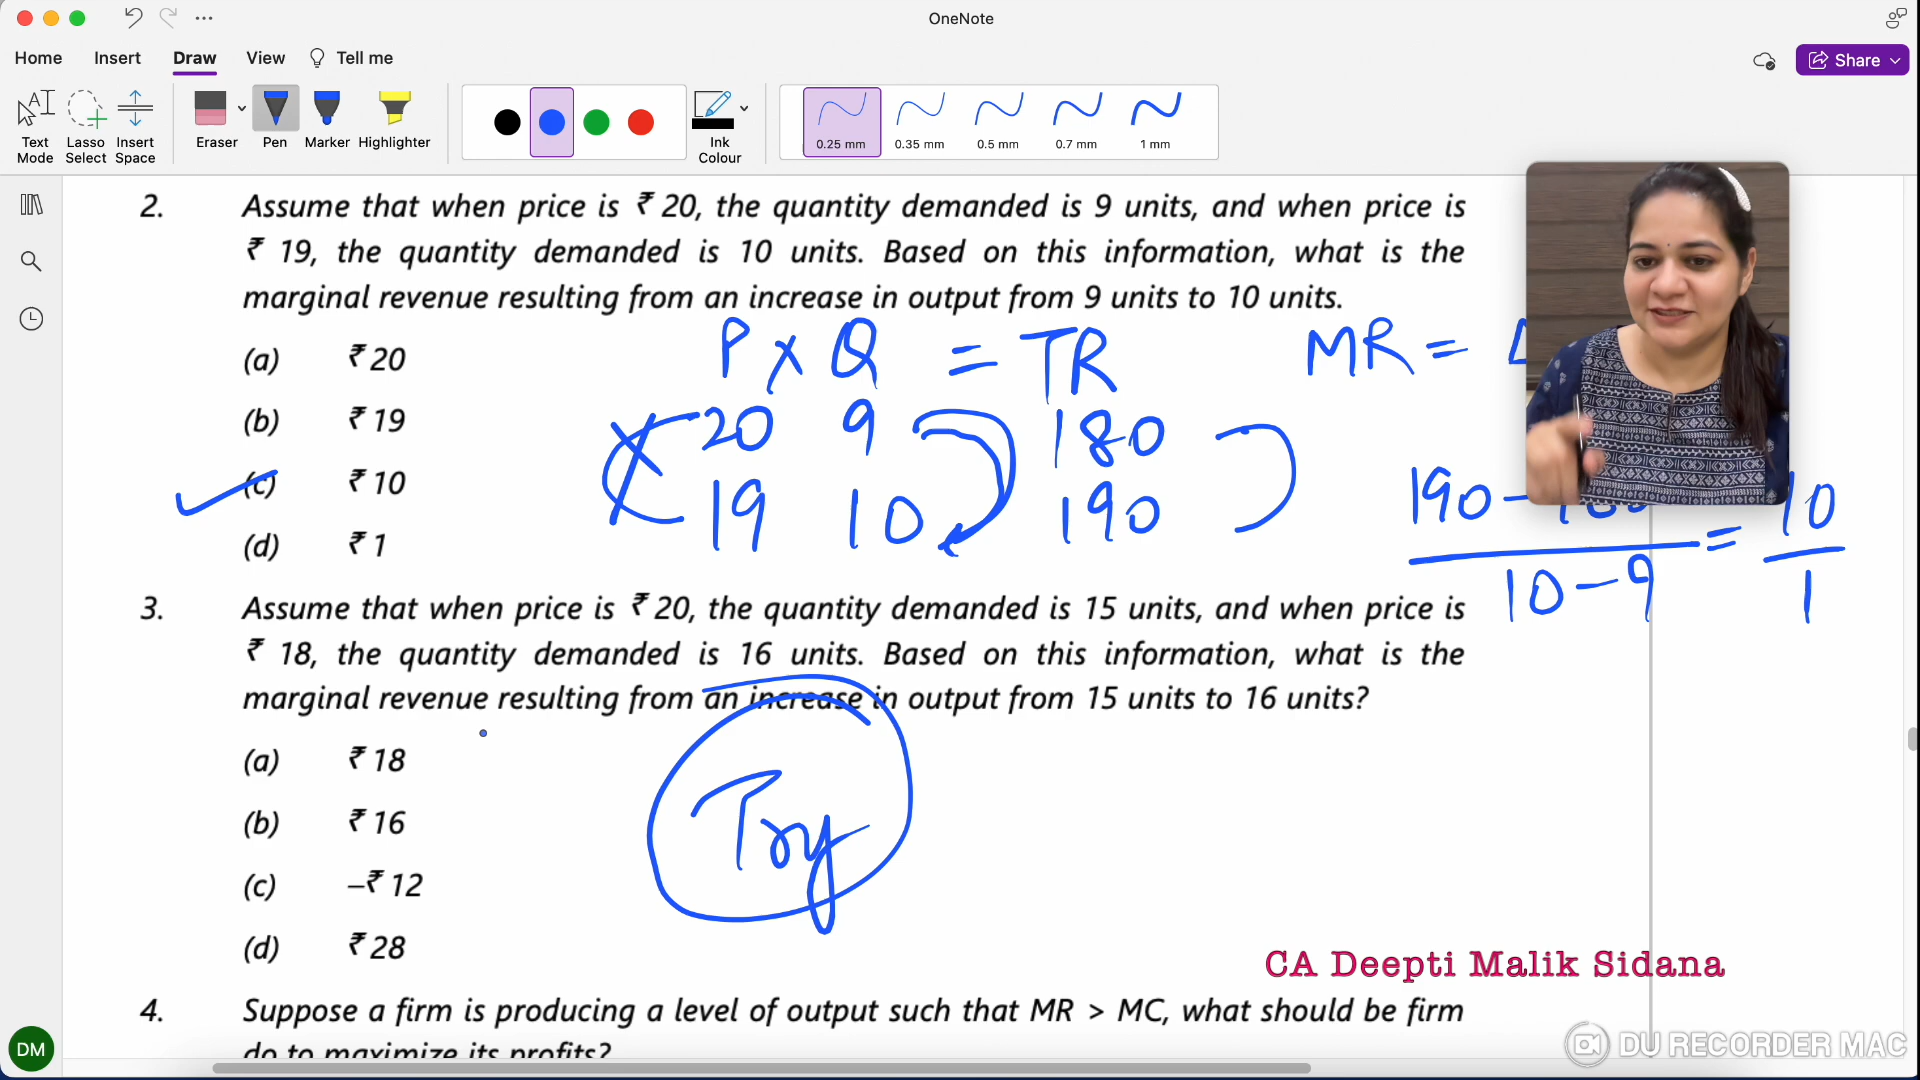 OneNote
Home Insert Draw View Tell me
Share
Text Mode Lasso Select Insert Space Eraser Pen Marker Highlighter Ink Colour 0.25 mm 0.35 mm 0.5 mm 0.7 mm 1 mm
2. Assume that when price is ₹ 20, the quantity demanded is 9 units, and when price is
₹ 19, the quantity demanded is 10 units. Based on this information, what is the
marginal revenue resulting from an increase in output from 9 units to 10 units.
P x Q = TR MR =
(a) ₹ 20
20 9 180
(b) ₹ 19
(c) ₹ 10
19 10 190
190 -
= 10
10 - 9 1
(d) ₹ 1
3. Assume that when price is ₹ 20, the quantity demanded is 15 units, and when price is
₹ 18, the quantity demanded is 16 units. Based on this information, what is the
marginal revenue resulting from an increase in output from 15 units to 16 units?
(a) ₹ 18
(b) ₹ 16
Try
(c) –₹ 12
(d) ₹ 28
CA Deepti Malik Sidana
4. Suppose a firm is producing a level of output such that MR > MC, what should be firm
do to maximize its profits?
DM
DU RECORDER MAC